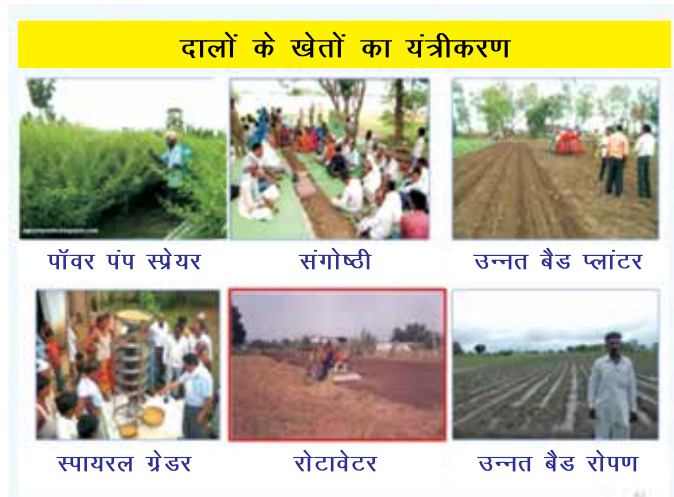 दालों के खेतों का यंत्रीकरण
पॉवर पंप स्प्रेयर
संगोष्ठी
उन्नत बैड प्लांटर
स्पायरल ग्रेडर
रोटावेटर
उन्नत बैड रोपण